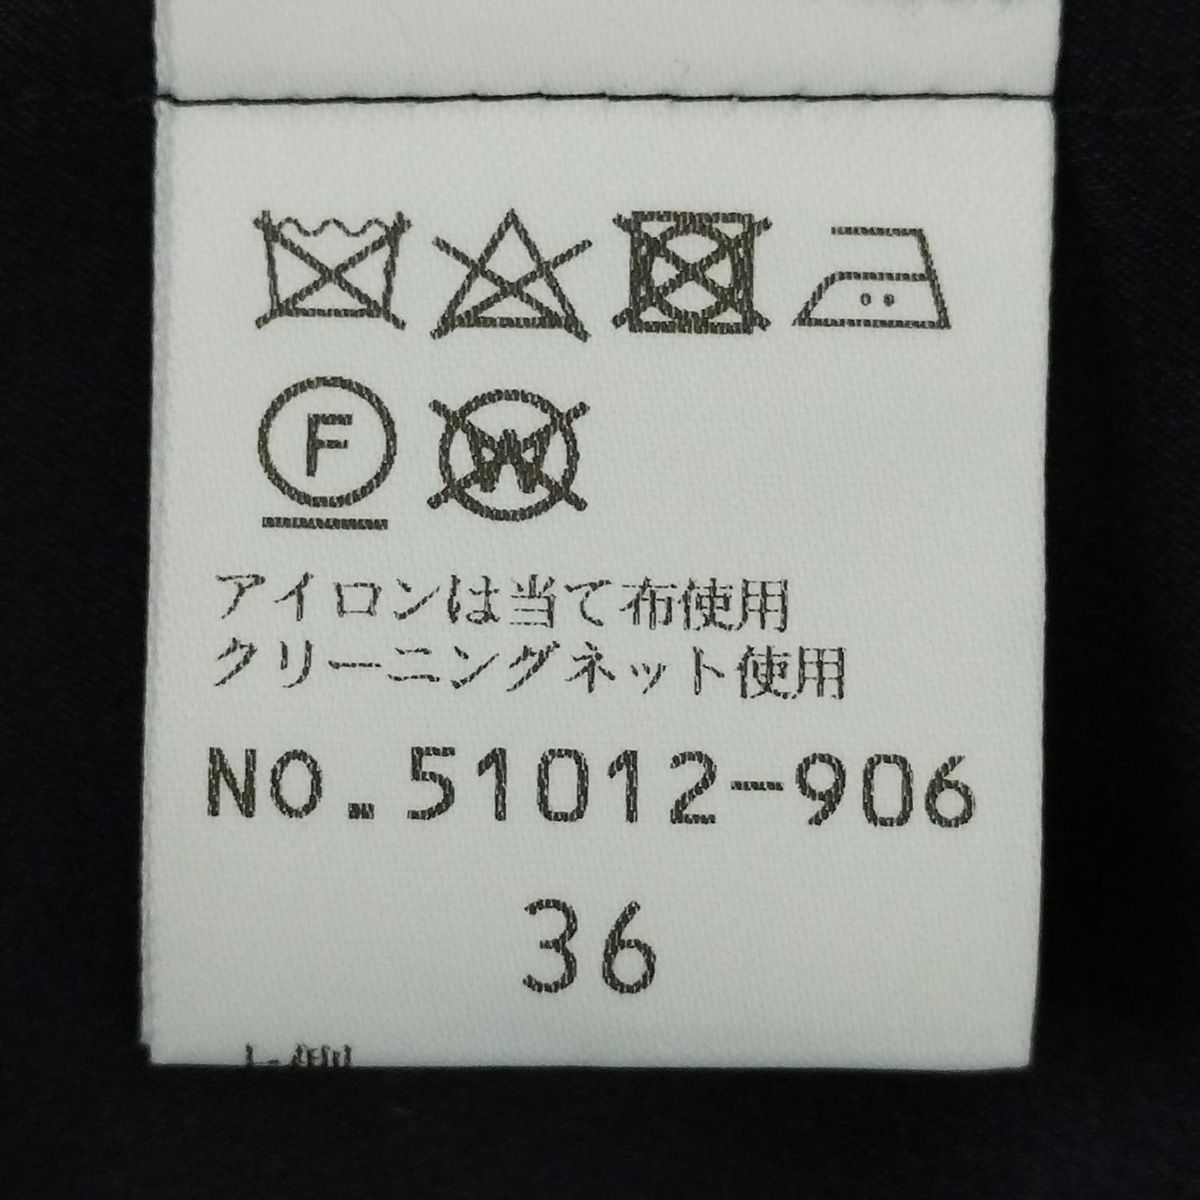 F W
アイロンは当て布使用
クリーニングネット使用
NO.51012-906
36